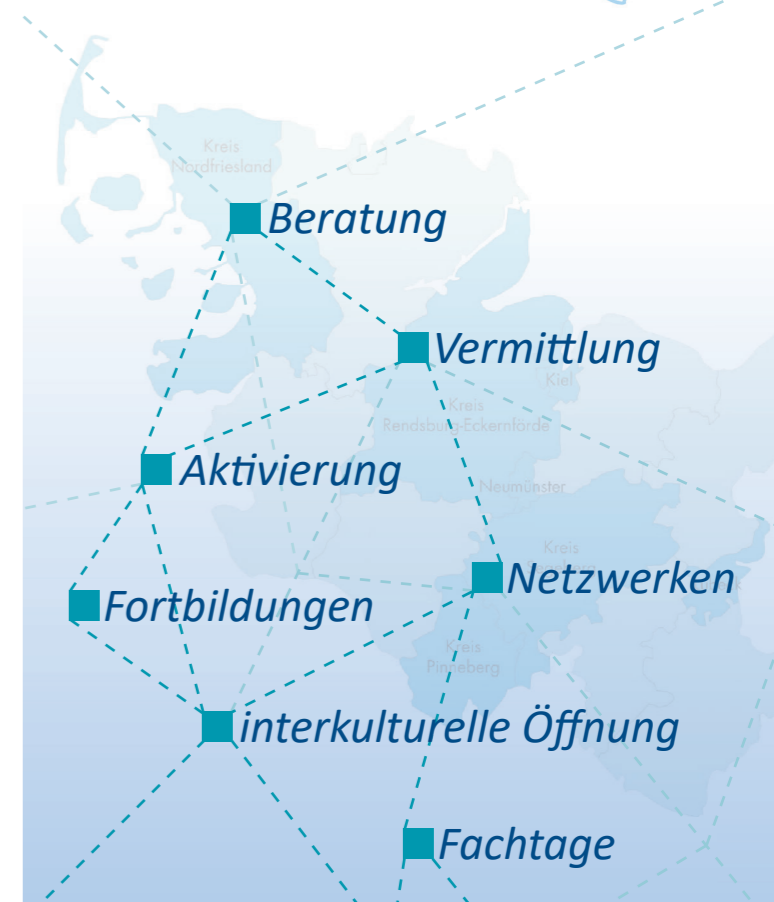 Kreis
Nordfriesland
Beratung
Vermittlung
Kiel
Kreis
Rendsburg-Eckernförde
Aktivierung
Neumünster
Kreis
Netzwerken
Fortbildungen
Kreis
Pinneberg
interkulturelle Öffnung
Fachtage